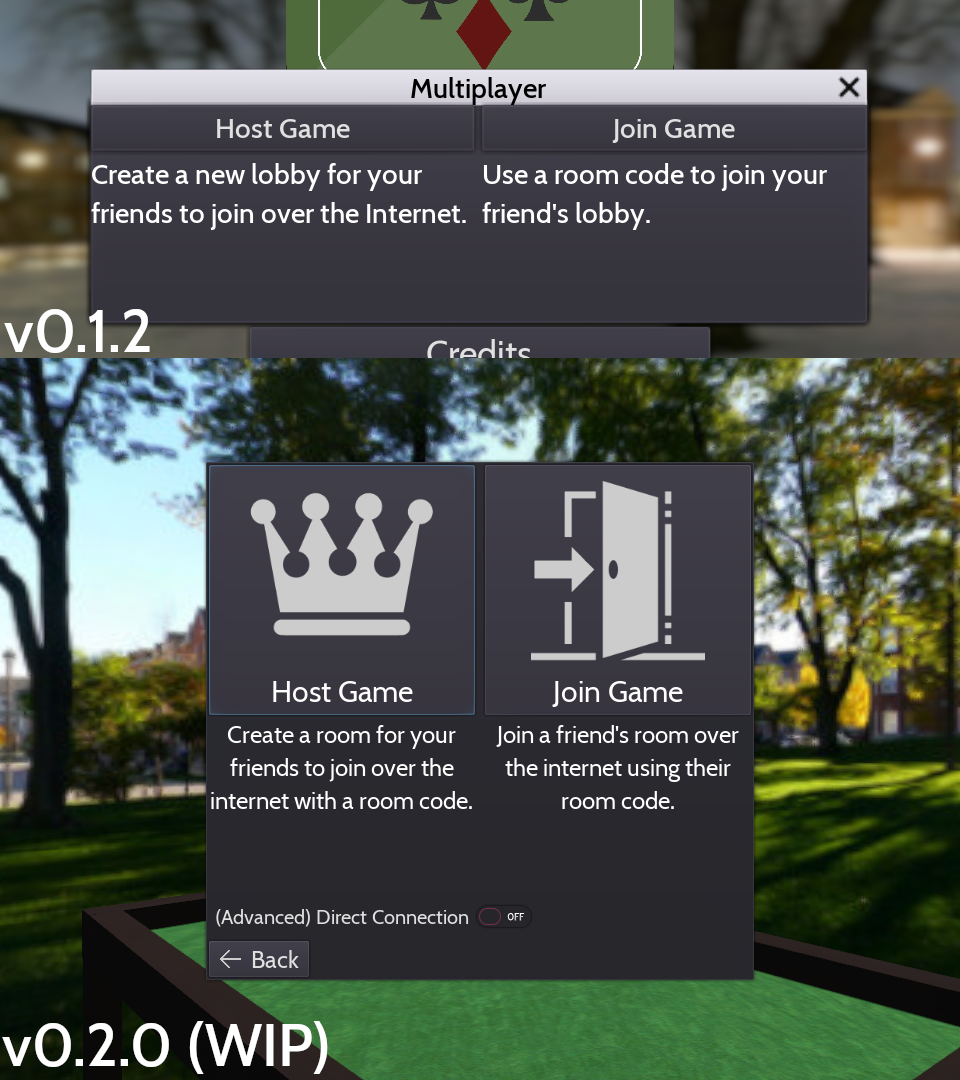 Multiplayer
Host Game
Join Game
Create a new lobby for your
friends to join over the Internet.
Use a room code to join your
friend's lobby.
v0.1.2
Credits
Host Game
Join Game
Create a room for your
friends to join over the
internet with a room code.
Join a friend's room over
the internet using their
room code.
(Advanced) Direct Connection OFF
← Back
v0.2.0 (WIP)